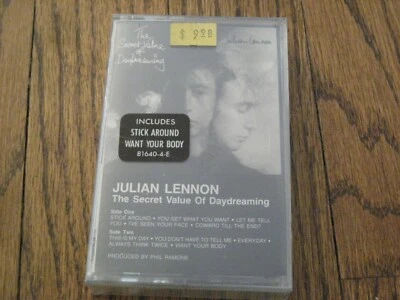 The
Secret Value
of
Daydreaming
$ 9.98
Julian Lennon
INCLUDES
STICK AROUND
WANT YOUR BODY
81640-4-E
JULIAN LENNON
The Secret Value Of Daydreaming
Side One
STICK AROUND • YOU GET WHAT YOU WANT • LET ME TELL
YOU • I'VE SEEN YOUR FACE • COWARD TILL THE END?
Side Two
THIS IS MY DAY • YOU DON'T HAVE TO TELL ME • EVERYDAY •
ALWAYS THINK TWICE • WANT YOUR BODY
PRODUCED BY PHIL RAMONE